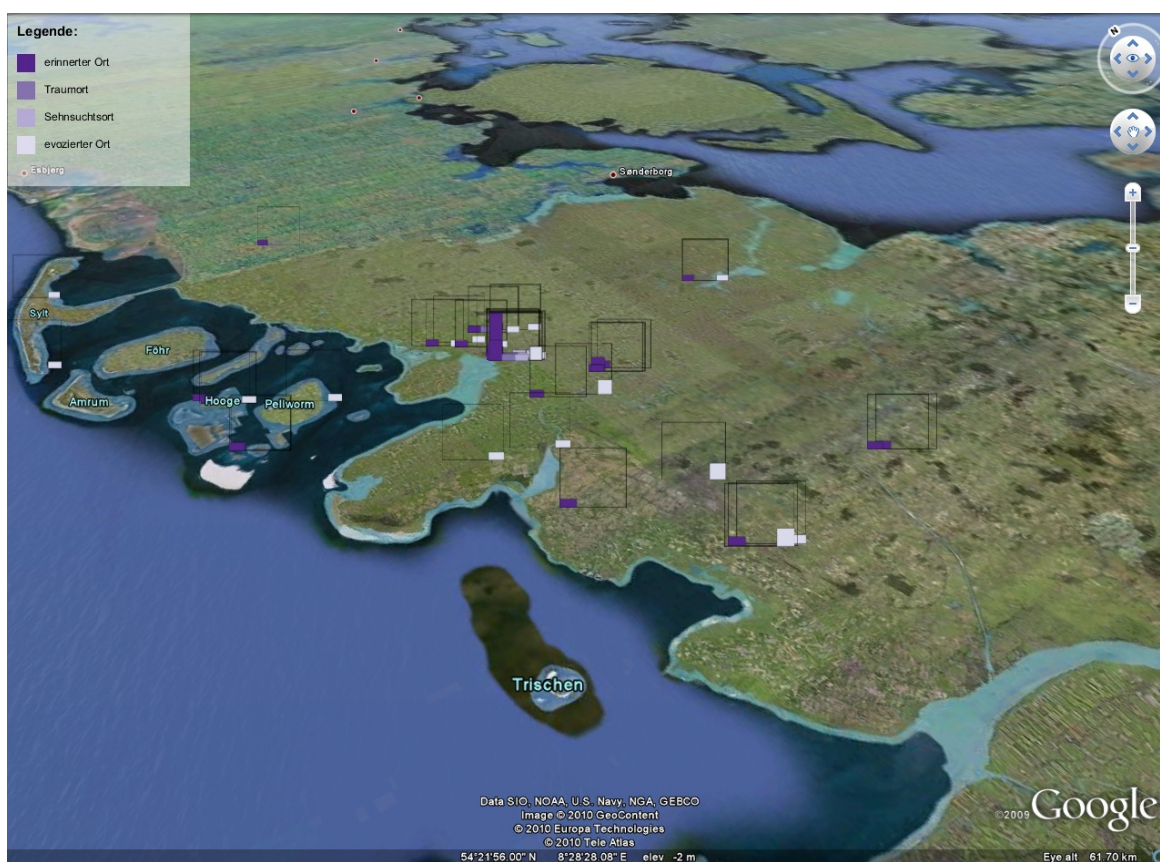 Legende:
erinnerter Ort
Traumort
Sehnsuchtsort
evozierter Ort
N
Esbjerg
Sønderborg
Sylt
Föhr
Amrum
Hooge
Pellworm
Trischen
Data SIO, NOAA, U.S. Navy, NGA, GEBCO
Image © 2010 GeoContent
© 2010 Europa Technologies
© 2010 Tele Atlas
©2009 Google
54°21'56.00" N 8°28'28.08" E elev -2 m
Eye alt 61.70 km